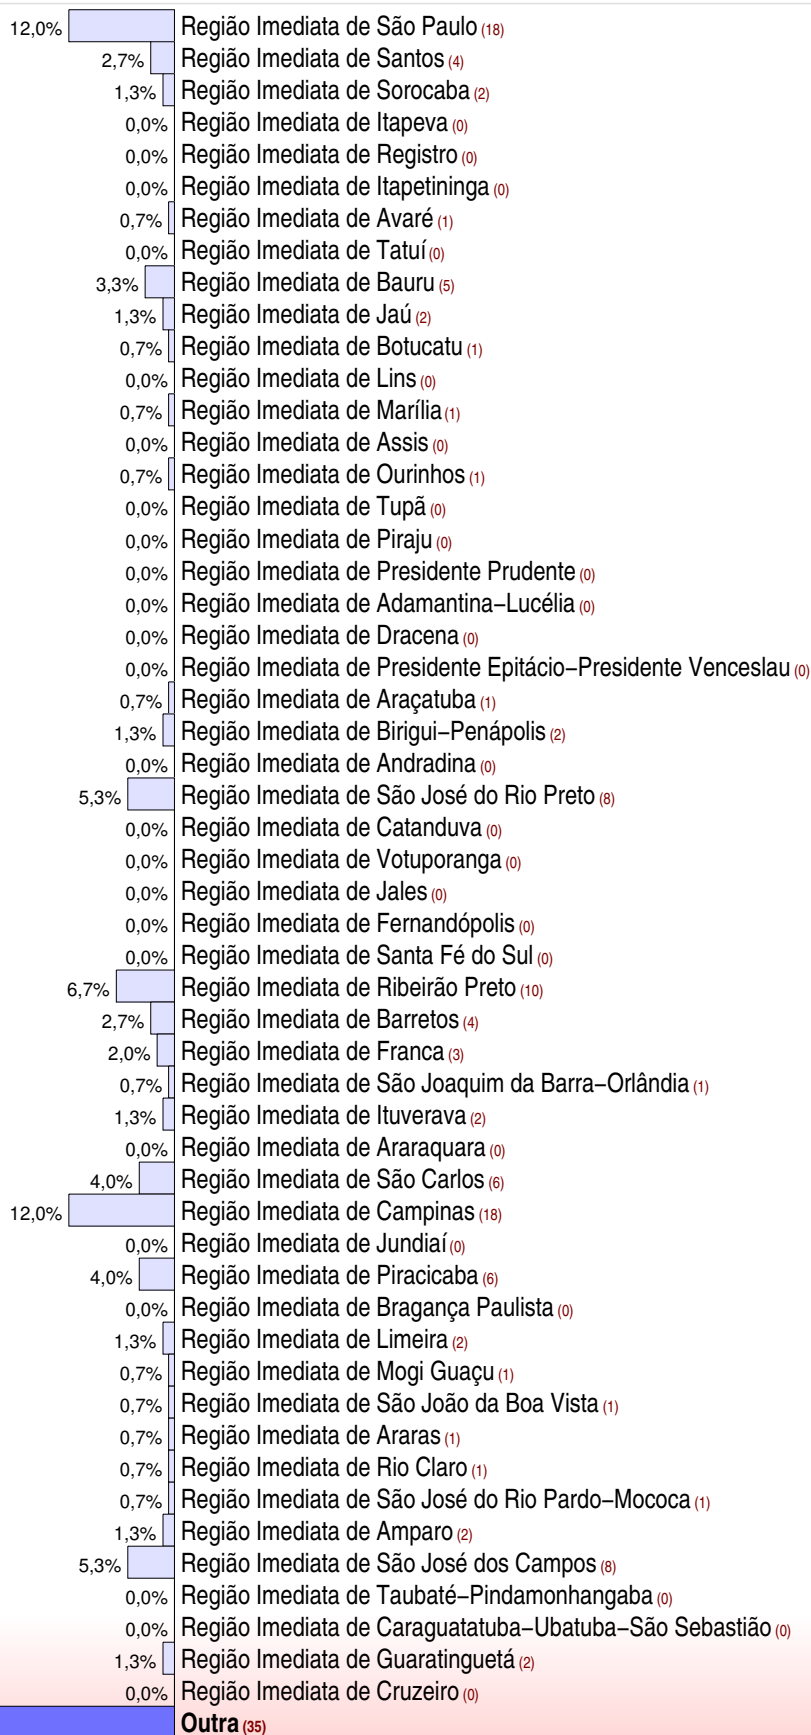 12,0% Região Imediata de São Paulo (18)
2,7% Região Imediata de Santos (4)
1,3% Região Imediata de Sorocaba (2)
0,0% Região Imediata de Itapeva (0)
0,0% Região Imediata de Registro (0)
0,0% Região Imediata de Itapetininga (0)
0,7% Região Imediata de Avaré (1)
0,0% Região Imediata de Tatuí (0)
3,3% Região Imediata de Bauru (5)
1,3% Região Imediata de Jaú (2)
0,7% Região Imediata de Botucatu (1)
0,0% Região Imediata de Lins (0)
0,7% Região Imediata de Marília (1)
0,0% Região Imediata de Assis (0)
0,7% Região Imediata de Ourinhos (1)
0,0% Região Imediata de Tupã (0)
0,0% Região Imediata de Piraju (0)
0,0% Região Imediata de Presidente Prudente (0)
0,0% Região Imediata de Adamantina−Lucélia (0)
0,0% Região Imediata de Dracena (0)
0,0% Região Imediata de Presidente Epitácio−Presidente Venceslau (0)
0,7% Região Imediata de Araçatuba (1)
1,3% Região Imediata de Birigui−Penápolis (2)
0,0% Região Imediata de Andradina (0)
5,3% Região Imediata de São José do Rio Preto (8)
0,0% Região Imediata de Catanduva (0)
0,0% Região Imediata de Votuporanga (0)
0,0% Região Imediata de Jales (0)
0,0% Região Imediata de Fernandópolis (0)
0,0% Região Imediata de Santa Fé do Sul (0)
6,7% Região Imediata de Ribeirão Preto (10)
2,7% Região Imediata de Barretos (4)
2,0% Região Imediata de Franca (3)
0,7% Região Imediata de São Joaquim da Barra−Orlândia (1)
1,3% Região Imediata de Ituverava (2)
0,0% Região Imediata de Araraquara (0)
4,0% Região Imediata de São Carlos (6)
12,0% Região Imediata de Campinas (18)
0,0% Região Imediata de Jundiaí (0)
4,0% Região Imediata de Piracicaba (6)
0,0% Região Imediata de Bragança Paulista (0)
1,3% Região Imediata de Limeira (2)
0,7% Região Imediata de Mogi Guaçu (1)
0,7% Região Imediata de São João da Boa Vista (1)
0,7% Região Imediata de Araras (1)
0,7% Região Imediata de Rio Claro (1)
0,7% Região Imediata de São José do Rio Pardo−Mococa (1)
1,3% Região Imediata de Amparo (2)
5,3% Região Imediata de São José dos Campos (8)
0,0% Região Imediata de Taubaté−Pindamonhangaba (0)
0,0% Região Imediata de Caraguatatuba−Ubatuba−São Sebastião (0)
1,3% Região Imediata de Guaratinguetá (2)
0,0% Região Imediata de Cruzeiro (0)
Outra (35)